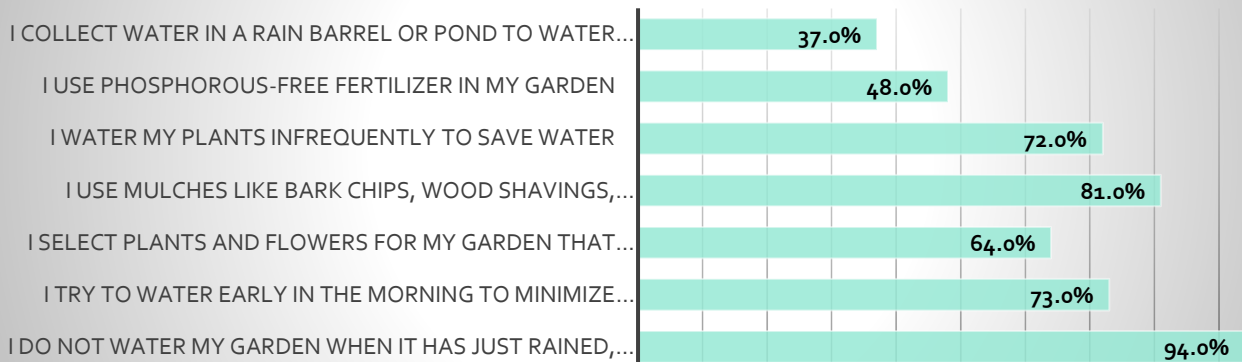 I COLLECT WATER IN A RAIN BARREL OR POND TO WATER... 37.0%
I USE PHOSPHOROUS-FREE FERTILIZER IN MY GARDEN 48.0%
I WATER MY PLANTS INFREQUENTLY TO SAVE WATER 72.0%
I USE MULCHES LIKE BARK CHIPS, WOOD SHAVINGS,... 81.0%
I SELECT PLANTS AND FLOWERS FOR MY GARDEN THAT... 64.0%
I TRY TO WATER EARLY IN THE MORNING TO MINIMIZE... 73.0%
I DO NOT WATER MY GARDEN WHEN IT HAS JUST RAINED,... 94.0%